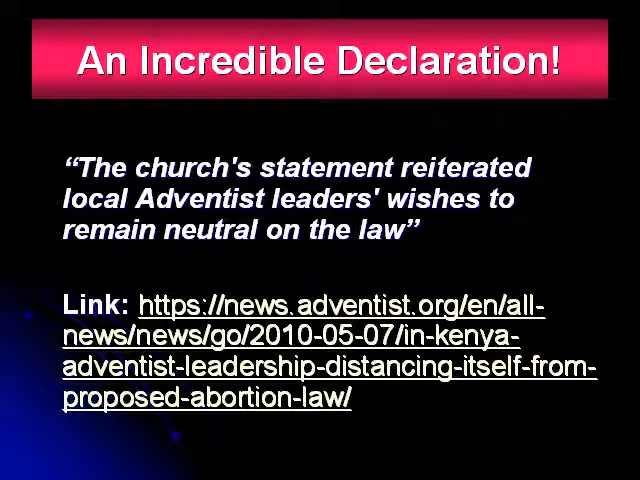 An Incredible Declaration!
“The church's statement reiterated
local Adventist leaders' wishes to
remain neutral on the law”
Link: https://news.adventist.org/en/all-
news/news/go/2010-05-07/in-kenya-
adventist-leadership-distancing-itself-from-
proposed-abortion-law/